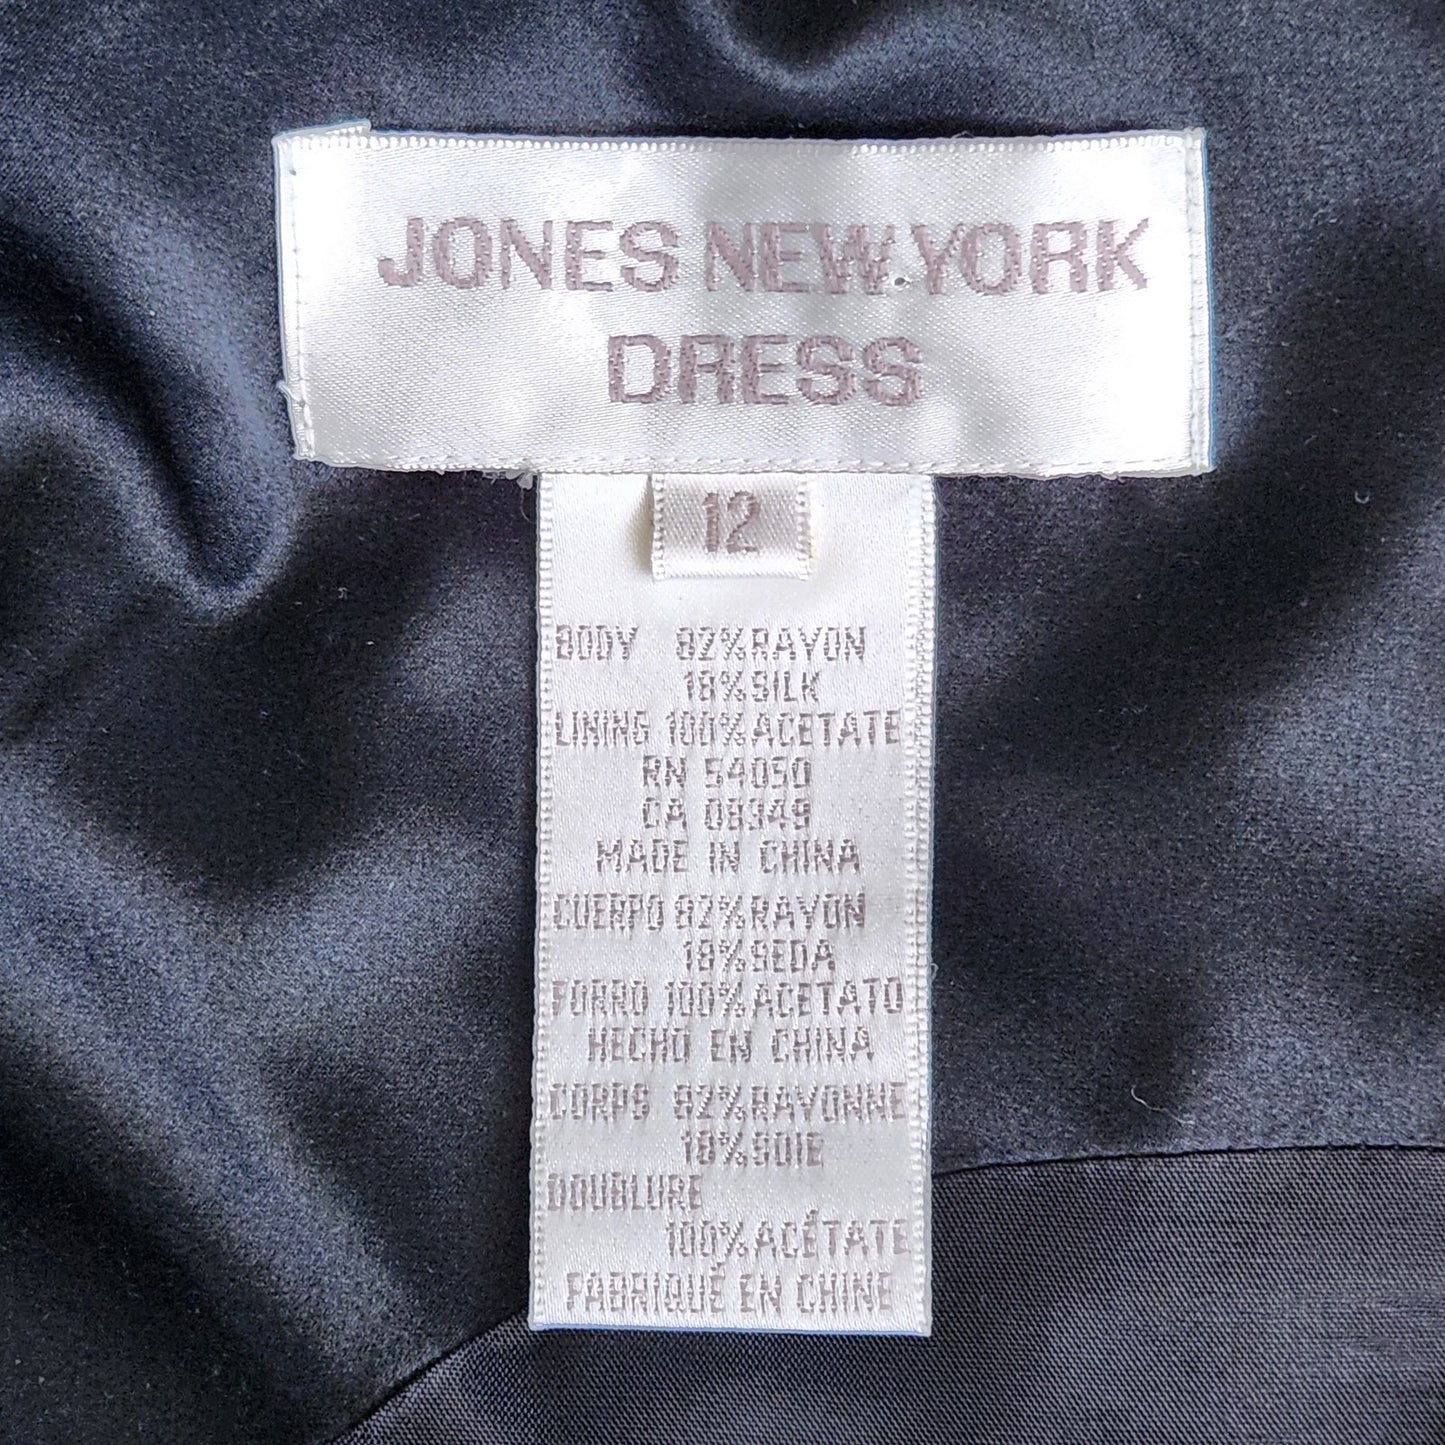 JONES NEW YORK
DRESS
12
BODY 82% RAYON
18% SILK
LINING 100% ACETATE
RN 54050
CA 08349
MADE IN CHINA
CUERPO 82% RAYON
18% SEDA
FORRO 100% ACETATO
HECHO EN CHINA
CORPS 82% RAYONNE
18% SOIE
DOUBLURE
100% ACÉTATE
FABRIQUÉ EN CHINE